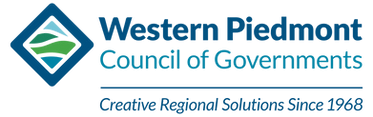 Western Piedmont
Council of Governments
Creative Regional Solutions Since 1968